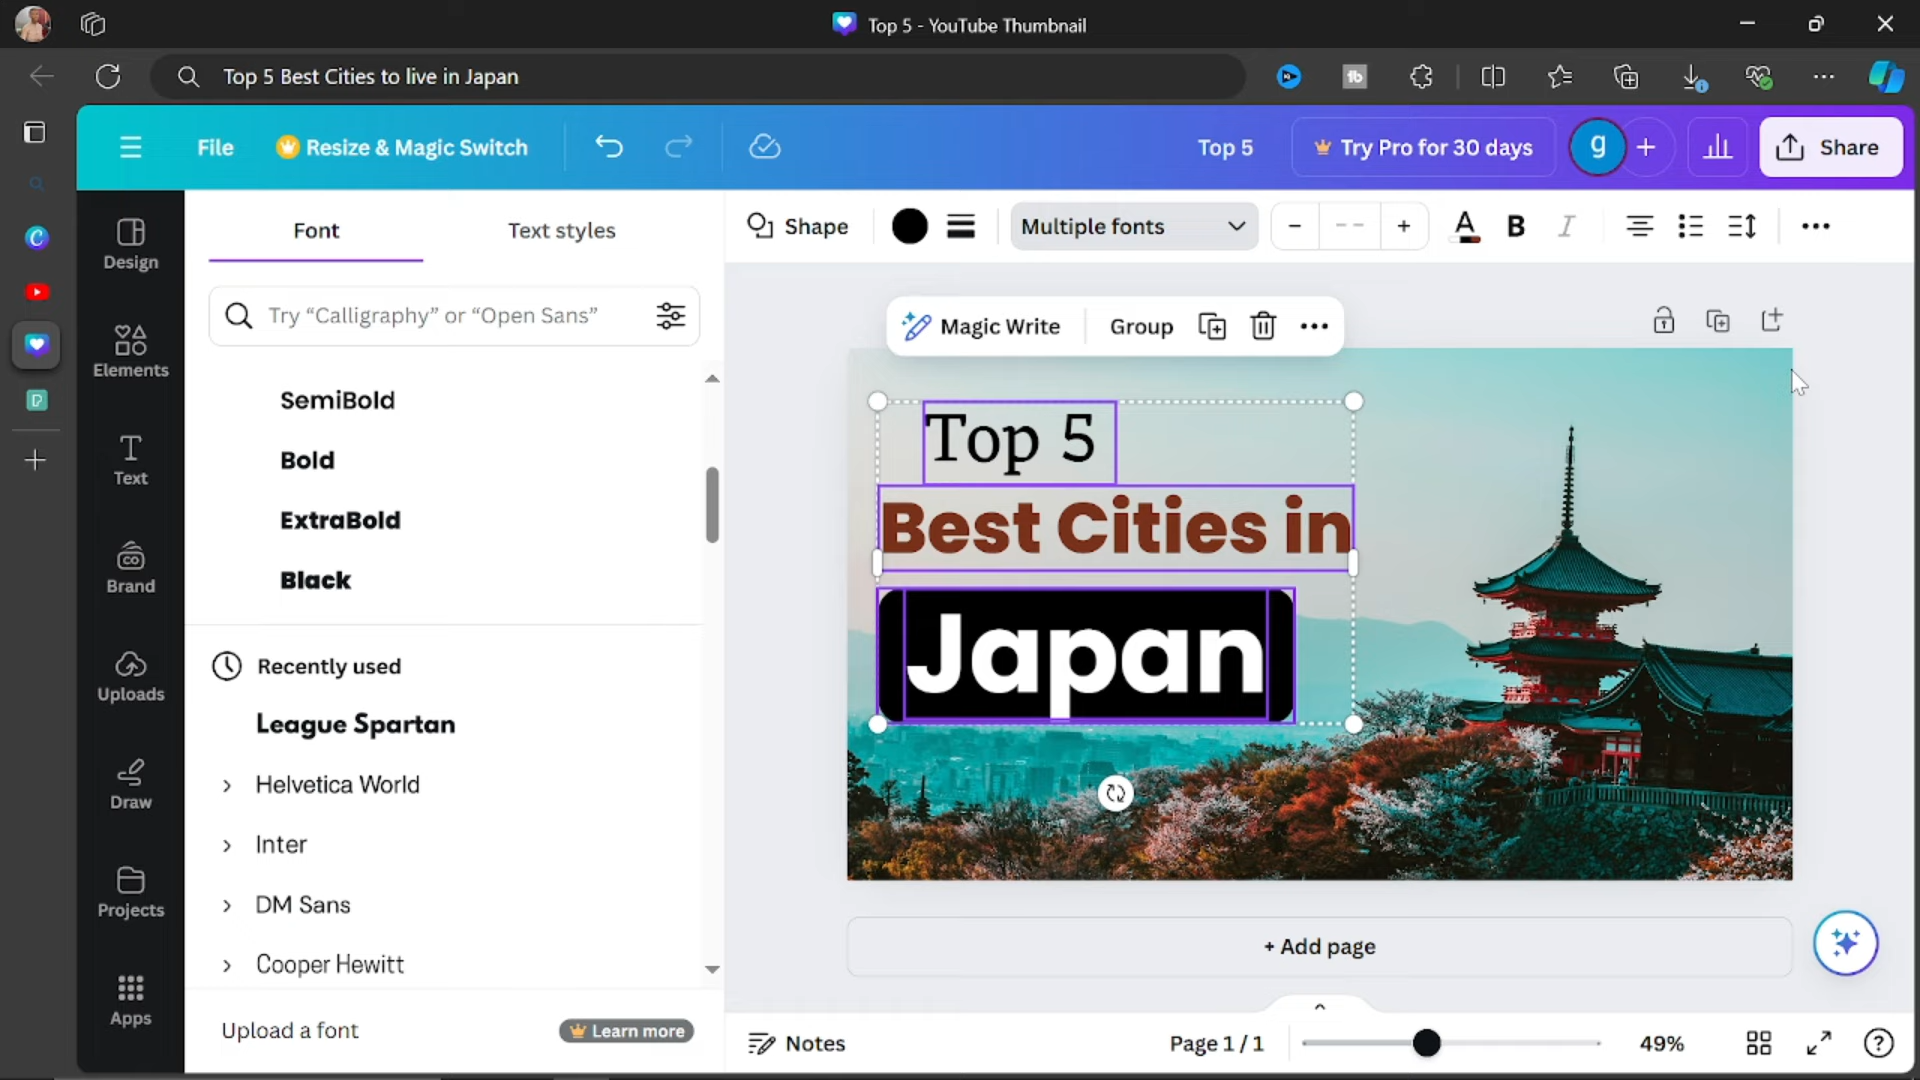 Top 5 - YouTube Thumbnail
Top 5 Best Cities to live in Japan
File
Resize & Magic Switch
Top 5
Try Pro for 30 days
g
Share
Design
Elements
Text
Brand
Uploads
Draw
Projects
Apps
Font
Text styles
Try “Calligraphy” or “Open Sans”
SemiBold
Bold
ExtraBold
Black
Recently used
League Spartan
Helvetica World
Inter
DM Sans
Cooper Hewitt
Upload a font
Learn more
Shape
Multiple fonts
- -
A
B
I
Magic Write
Group
Top 5
Best Cities in
Japan
+ Add page
Notes
Page 1 / 1
49%